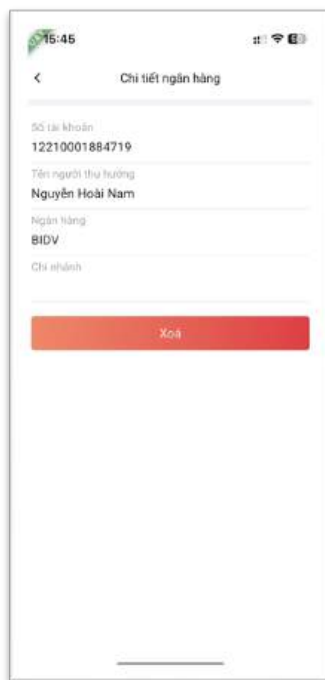 15:45
Chi tiết ngân hàng
Số tài khoản
12210001884719
Tên người thụ hưởng
Nguyễn Hoài Nam
Ngân hàng
BIDV
Chi nhánh
Xoá